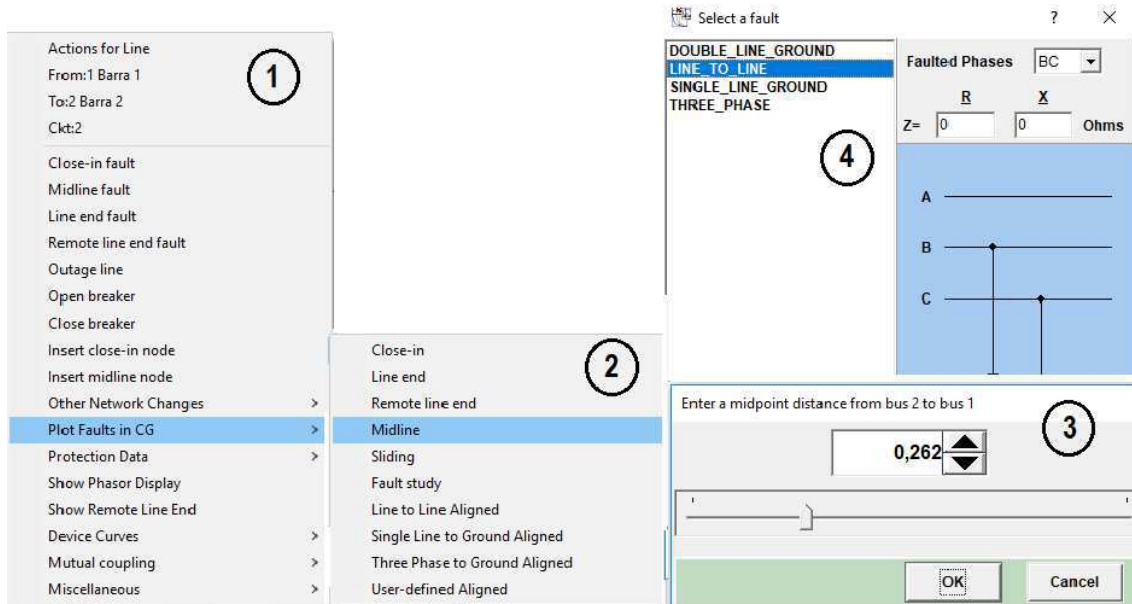 Actions for Line
From:1 Barra 1
To:2 Barra 2
Ckt:2
1
Close-in fault
Midline fault
Line end fault
Remote line end fault
Outage line
Open breaker
Close breaker
Insert close-in node
Insert midline node
Other Network Changes >
Plot Faults in CG >
Protection Data >
Show Phasor Display
Show Remote Line End
Device Curves >
Mutual coupling >
Miscellaneous >
2
Close-in
Line end
Remote line end
Midline
Sliding
Fault study
Line to Line Aligned
Single Line to Ground Aligned
Three Phase to Ground Aligned
User-defined Aligned
Select a fault ? ×
DOUBLE_LINE_GROUND
LINE_TO_LINE
SINGLE_LINE_GROUND
THREE_PHASE
4
Faulted Phases BC
R X
Z= 0 0 Ohms
A
B
C
Enter a midpoint distance from bus 2 to bus 1
3
0,262
OK Cancel